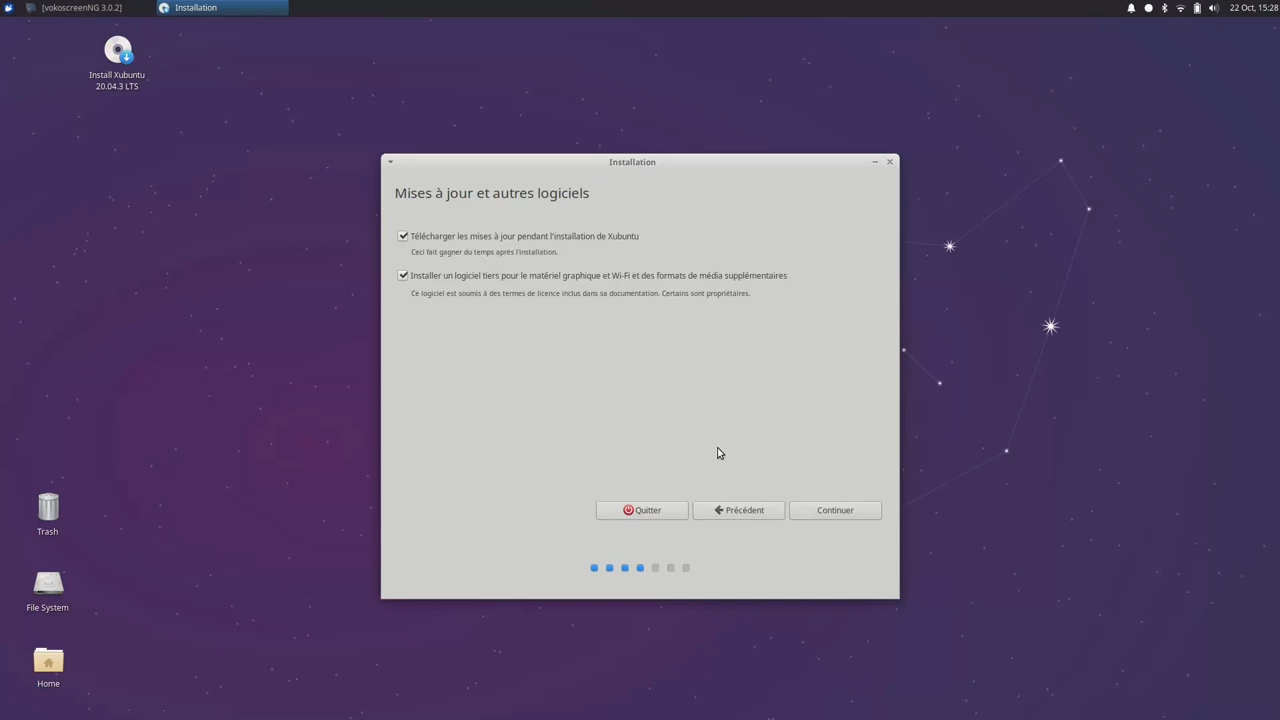 [vokoscreenNG 3.0.2]
Installation
22 Oct, 15:28
Install Xubuntu
20.04.3 LTS
Installation
Mises à jour et autres logiciels
Télécharger les mises à jour pendant l'installation de Xubuntu
Ceci fait gagner du temps après l'installation.
Installer un logiciel tiers pour le matériel graphique et Wi-Fi et des formats de média supplémentaires
Ce logiciel est soumis à des termes de licence inclus dans sa documentation. Certains sont propriétaires.
Quitter
Précédent
Continuer
Trash
File System
Home